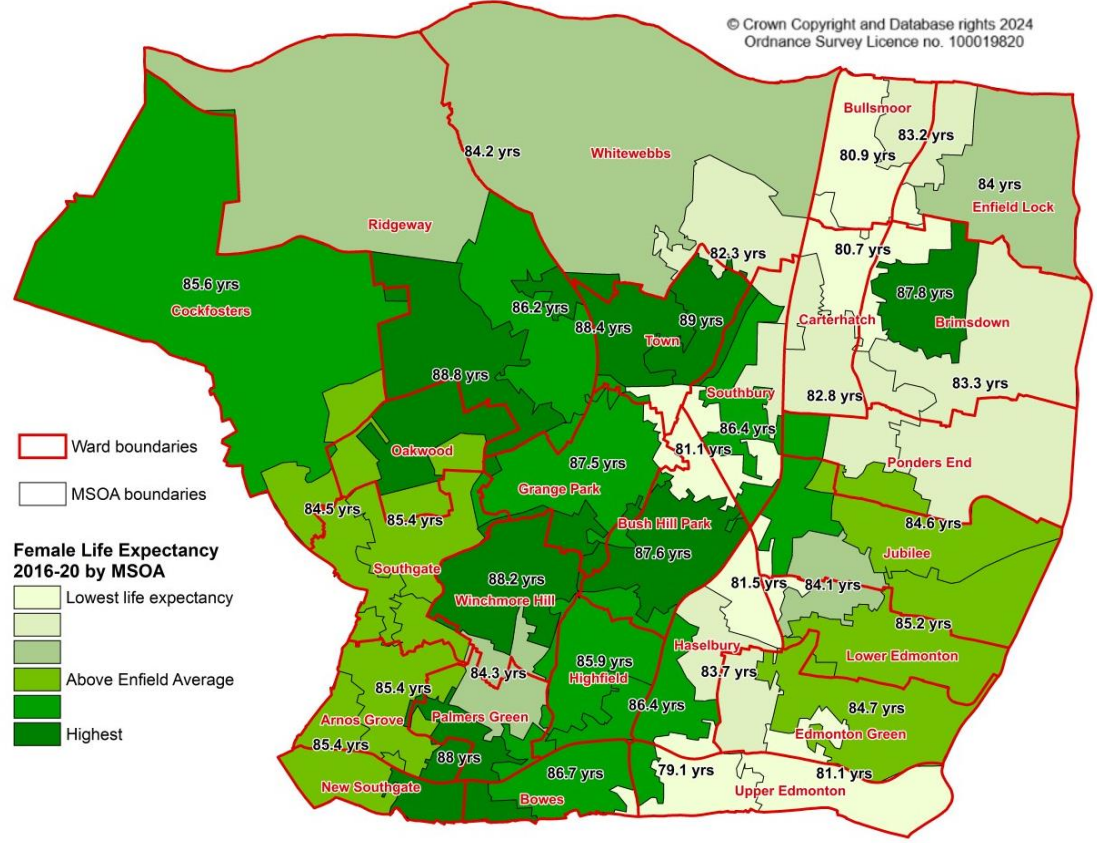 © Crown Copyright and Database rights 2024
Ordnance Survey Licence no. 100019820
Bullsmoor
83.2 yrs
80.9 yrs
84.2 yrs
Whitewebbs
84 yrs
Enfield Lock
Ridgeway
82.3 yrs
80.7 yrs
85.6 yrs
Cockfosters
86.2 yrs
87.8 yrs
88.4 yrs
89 yrs
Town
Carterhatch
Brimsdown
88.8 yrs
83.3 yrs
Southbury
82.8 yrs
86.4 yrs
Oakwood
81.1 yrs
Ward boundaries
87.5 yrs
Ponders End
Grange Park
MSOA boundaries
84.5 yrs
85.4 yrs
Bush Hill Park
84.6 yrs
Female Life Expectancy
2016-20 by MSOA
87.6 yrs
Jubilee
Southgate
88.2 yrs
81.5 yrs
84.1 yrs
Lowest life expectancy
Winchmore Hill
85.2 yrs
Haselbury
Lower Edmonton
85.9 yrs
84.3 yrs
83.7 yrs
Highfield
Above Enfield Average
85.4 yrs
86.4 yrs
84.7 yrs
Arnos Grove
Palmers Green
Edmonton Green
Highest
85.4 yrs
88 yrs
86.7 yrs
79.1 yrs
81.1 yrs
New Southgate
Bowes
Upper Edmonton